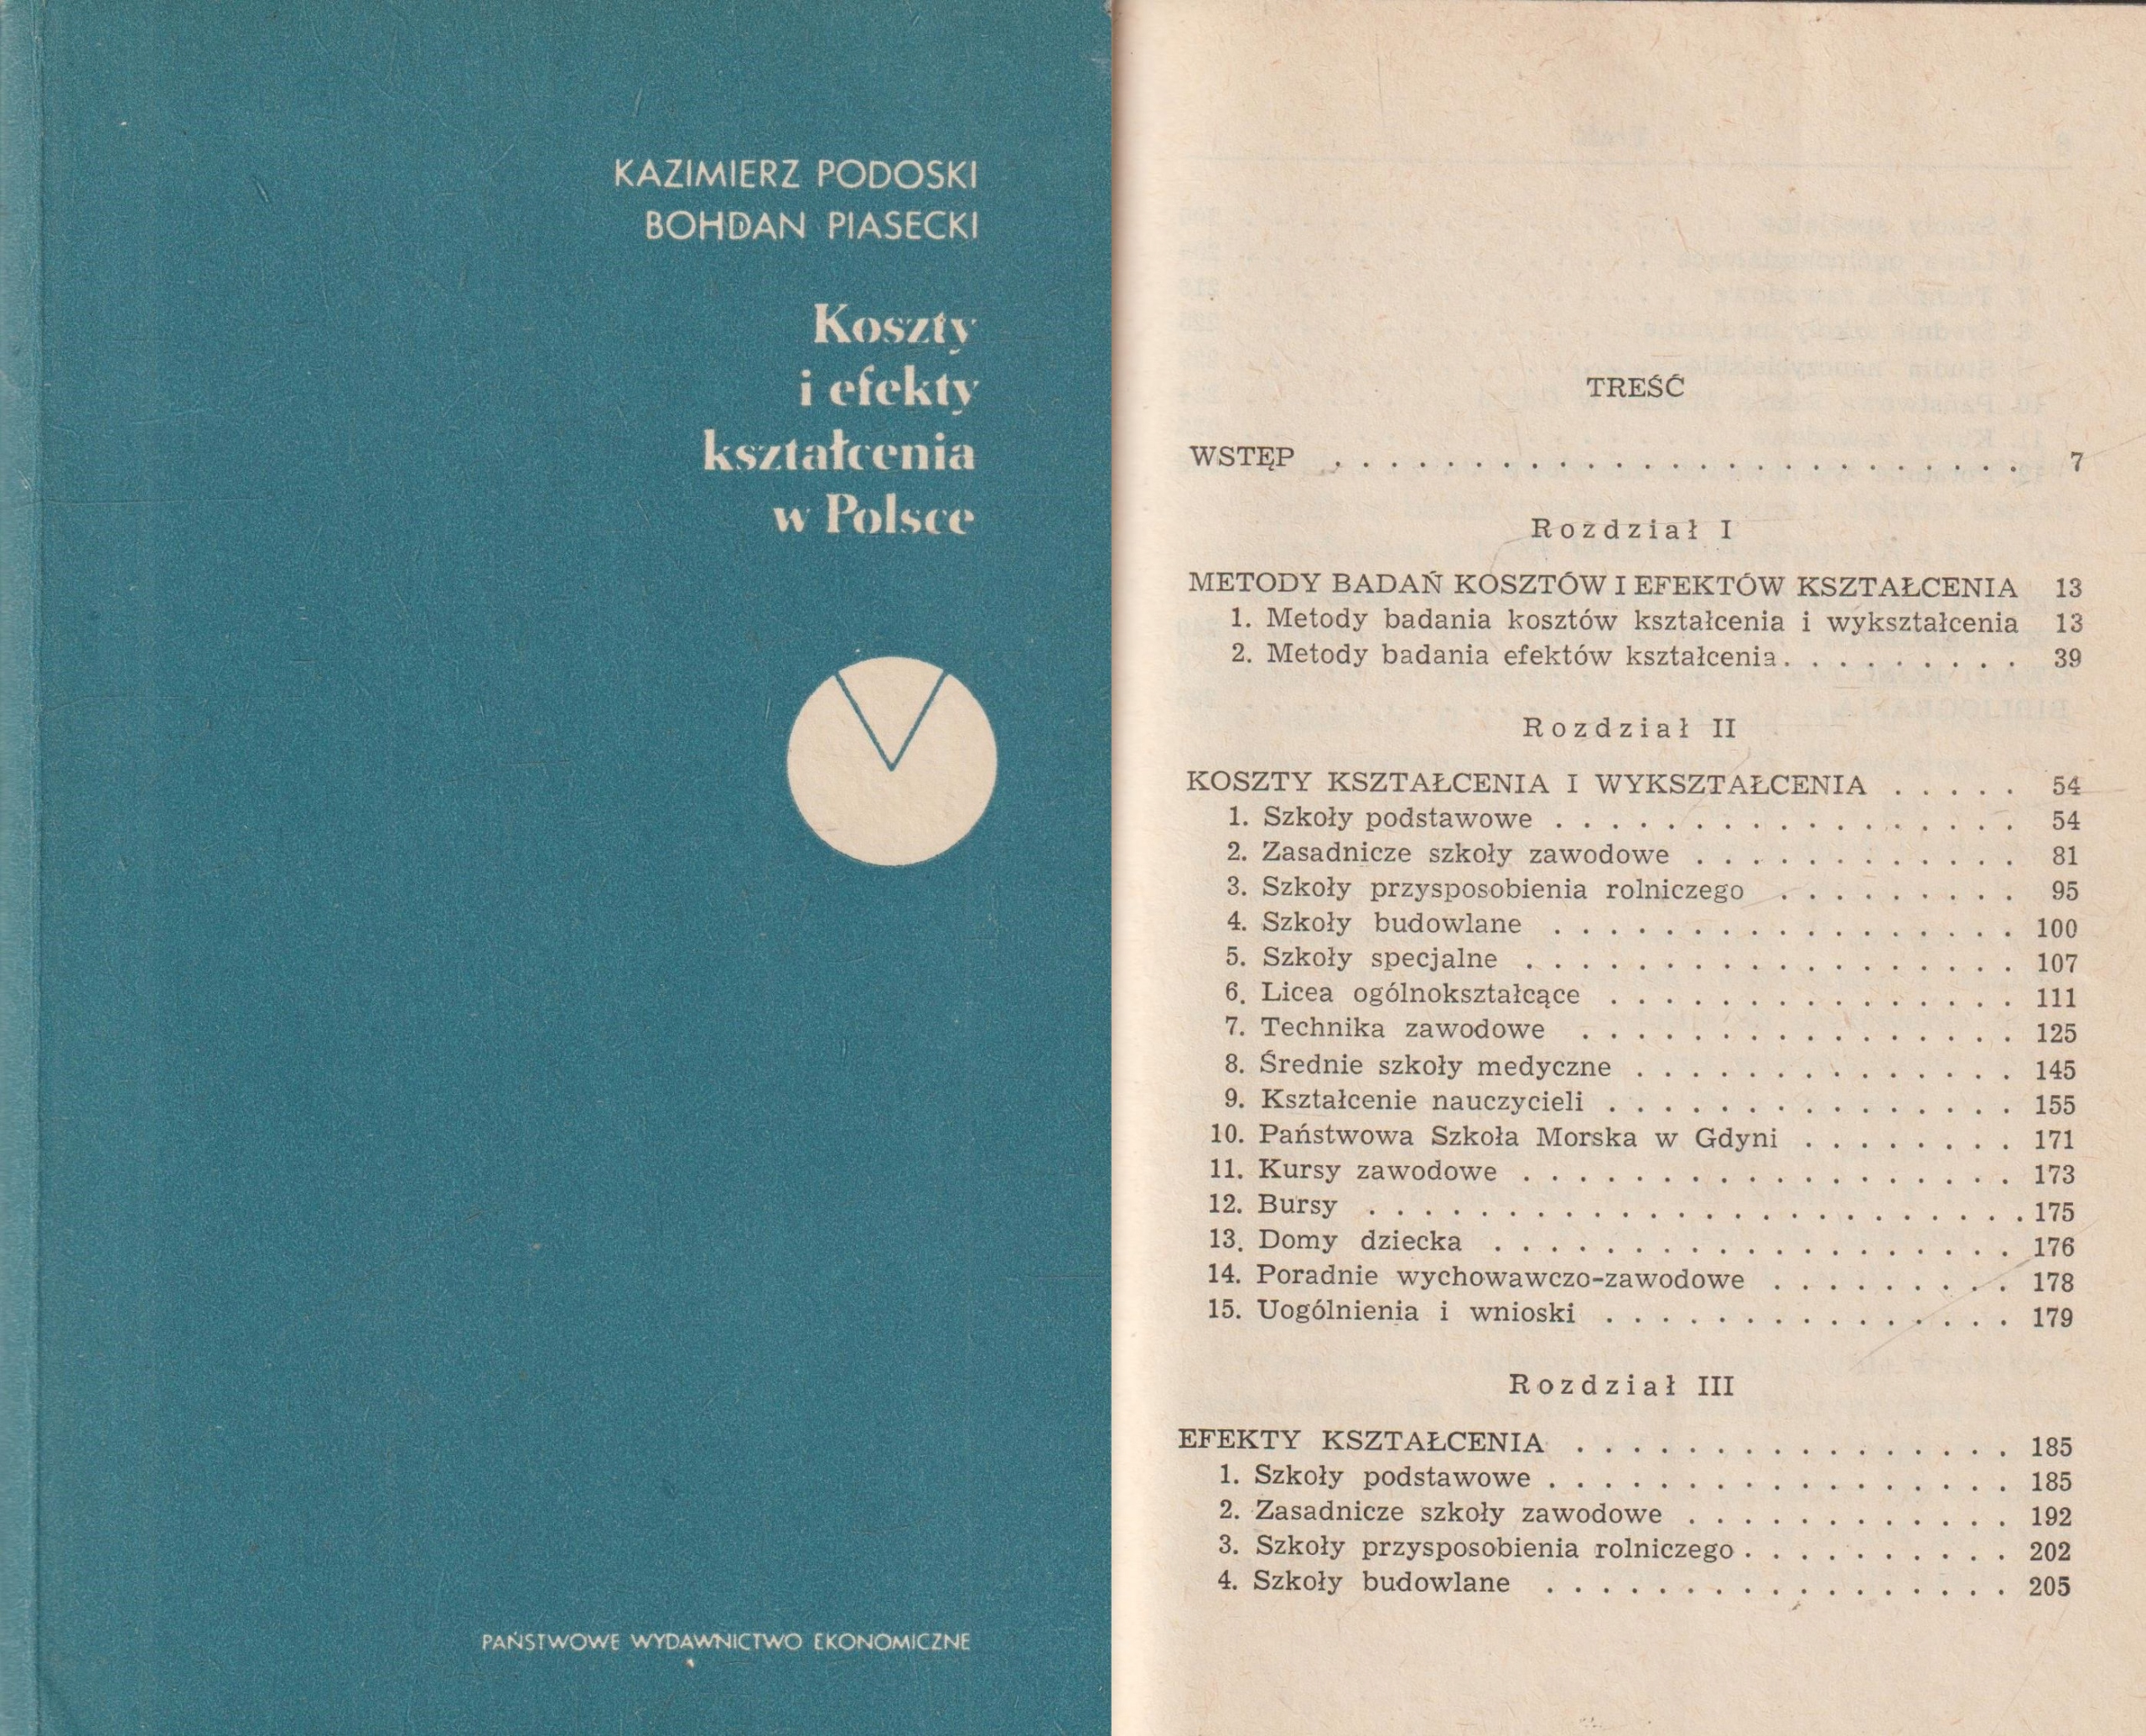 KAZIMIERZ PODOSKI
BOHDAN PIASECKI
Koszty
i efekty
kształcenia
w Polsce
PAŃSTWOWE WYDAWNICTWO EKONOMICZNE
TREŚĆ
WSTĘP . . . . . . . . . . . . . . . . . . . . . . . . . 7
Rozdział I
METODY BADAŃ KOSZTÓW I EFEKTÓW KSZTAŁCENIA 13
1. Metody badania kosztów kształcenia i wykształcenia 13
2. Metody badania efektów kształcenia. . . . . . . . . 39
Rozdział II
KOSZTY KSZTAŁCENIA I WYKSZTAŁCENIA . . . . . 54
1. Szkoły podstawowe . . . . . . . . . . . . . . . . . 54
2. Zasadnicze szkoły zawodowe . . . . . . . . . . . . 81
3. Szkoły przysposobienia rolniczego . . . . . . . . . 95
4. Szkoły budowlane . . . . . . . . . . . . . . . . . 100
5. Szkoły specjalne . . . . . . . . . . . . . . . . . . 107
6. Licea ogólnokształcące . . . . . . . . . . . . . . . 111
7. Technika zawodowe . . . . . . . . . . . . . . . . 125
8. Średnie szkoły medyczne . . . . . . . . . . . . . . 145
9. Kształcenie nauczycieli . . . . . . . . . . . . . . . 155
10. Państwowa Szkoła Morska w Gdyni . . . . . . . . 171
11. Kursy zawodowe . . . . . . . . . . . . . . . . . . 173
12. Bursy . . . . . . . . . . . . . . . . . . . . . . . . 175
13. Domy dziecka . . . . . . . . . . . . . . . . . . . 176
14. Poradnie wychowawczo-zawodowe . . . . . . . . . 178
15. Uogólnienia i wnioski . . . . . . . . . . . . . . . 179
Rozdział III
EFEKTY KSZTAŁCENIA . . . . . . . . . . . . . . . . 185
1. Szkoły podstawowe . . . . . . . . . . . . . . . . . 185
2. Zasadnicze szkoły zawodowe . . . . . . . . . . . . 192
3. Szkoły przysposobienia rolniczego . . . . . . . . . . 202
4. Szkoły budowlane . . . . . . . . . . . . . . . . . 205